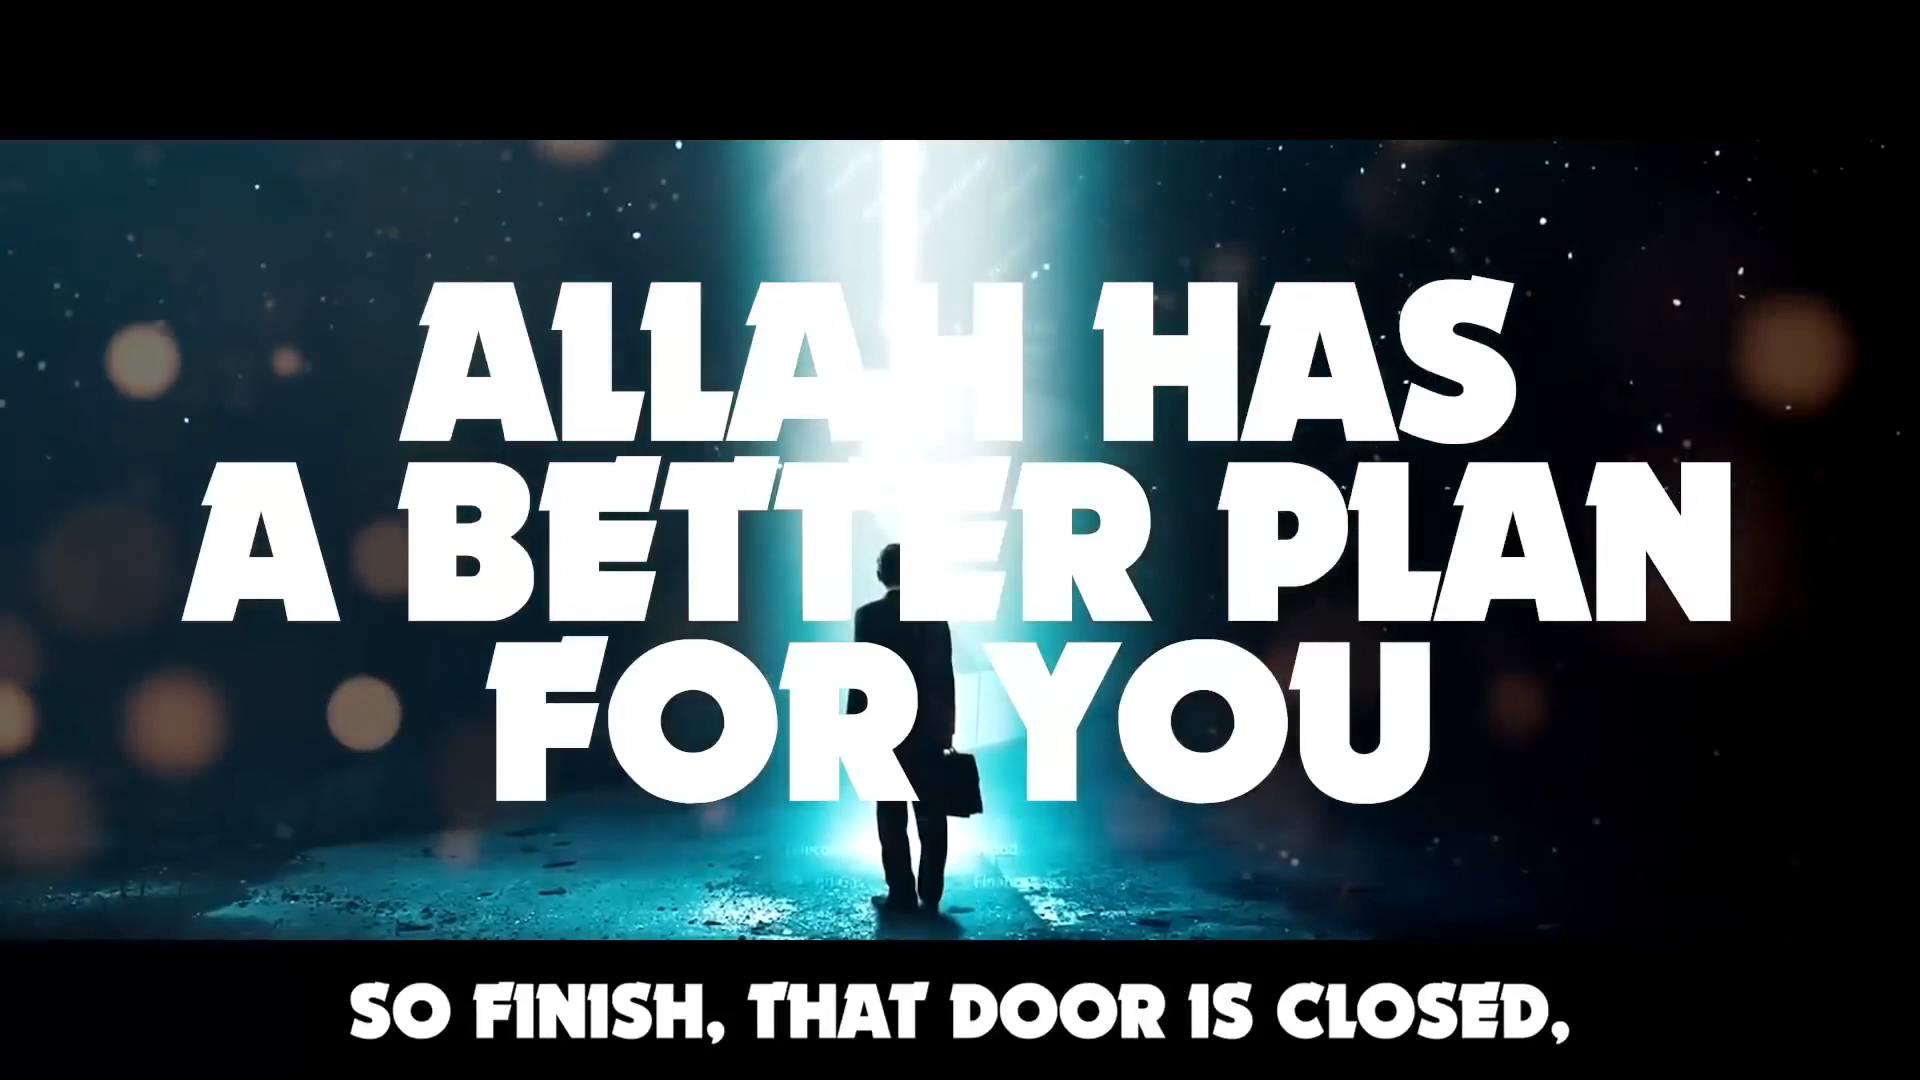 ALLAH HAS
A BETTER PLAN
FOR YOU
SO FINISH, THAT DOOR IS CLOSED,